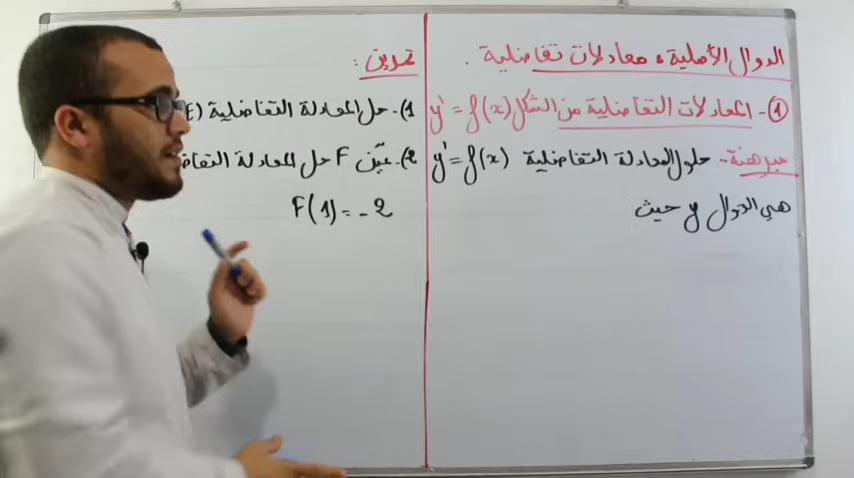 الدوال الأصلية و معادلات تفاضلية .
①- المعادلات التفاضلية من الشكل y' = f(x)
مبرهنة- حلول المعادلة التفاضلية y' = f(x)
هي الدوال y حيث
تمرين :
1)- حل المعادلة التفاضلية (E
2)- عيّن F حل المعادلة
F(1) = -2